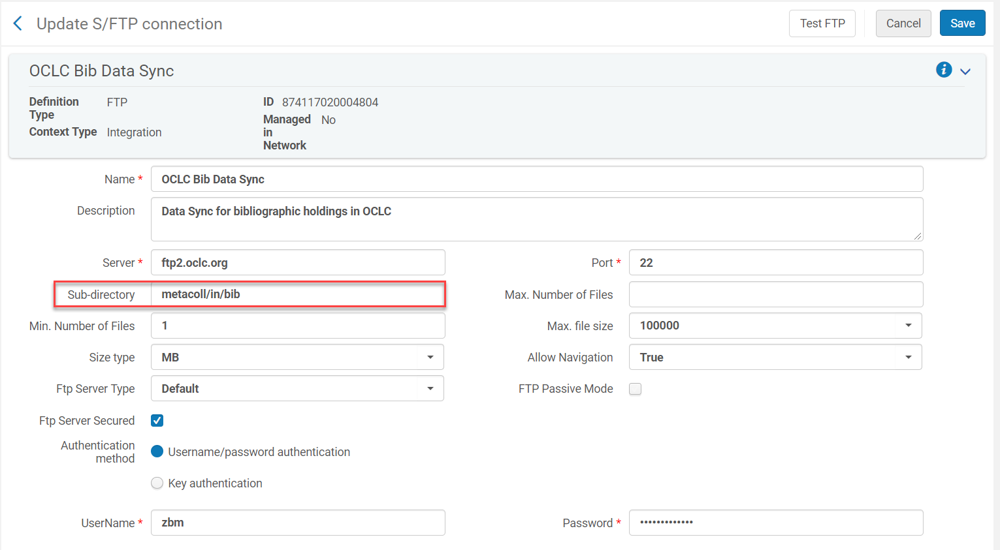 Update S/FTP connection
Test FTP
Cancel
Save
OCLC Bib Data Sync
Definition Type FTP
ID 874117020004804
Managed in Network No
Context Type Integration
Name * OCLC Bib Data Sync
Description Data Sync for bibliographic holdings in OCLC
Server * ftp2.oclc.org
Port * 22
Sub-directory metacoll/in/bib
Max. Number of Files
Min. Number of Files 1
Max. file size 100000
Size type MB
Allow Navigation True
Ftp Server Type Default
FTP Passive Mode
Ftp Server Secured
Authentication method
Username/password authentication
Key authentication
UserName * zbm
Password * •••••••••••••